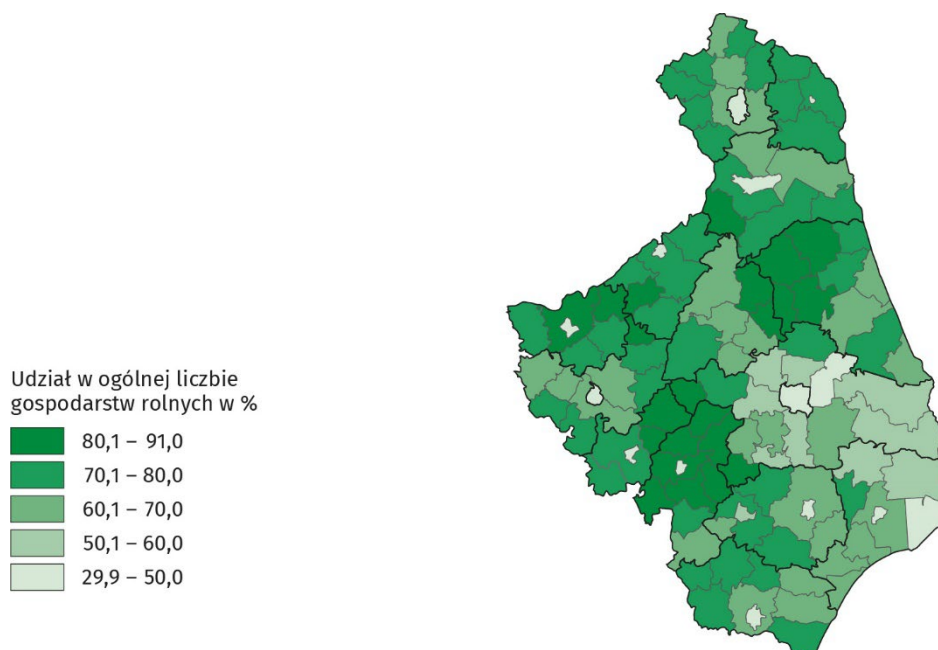 Udział w ogólnej liczbie
gospodarstw rolnych w %
80,1 – 91,0
70,1 – 80,0
60,1 – 70,0
50,1 – 60,0
29,9 – 50,0